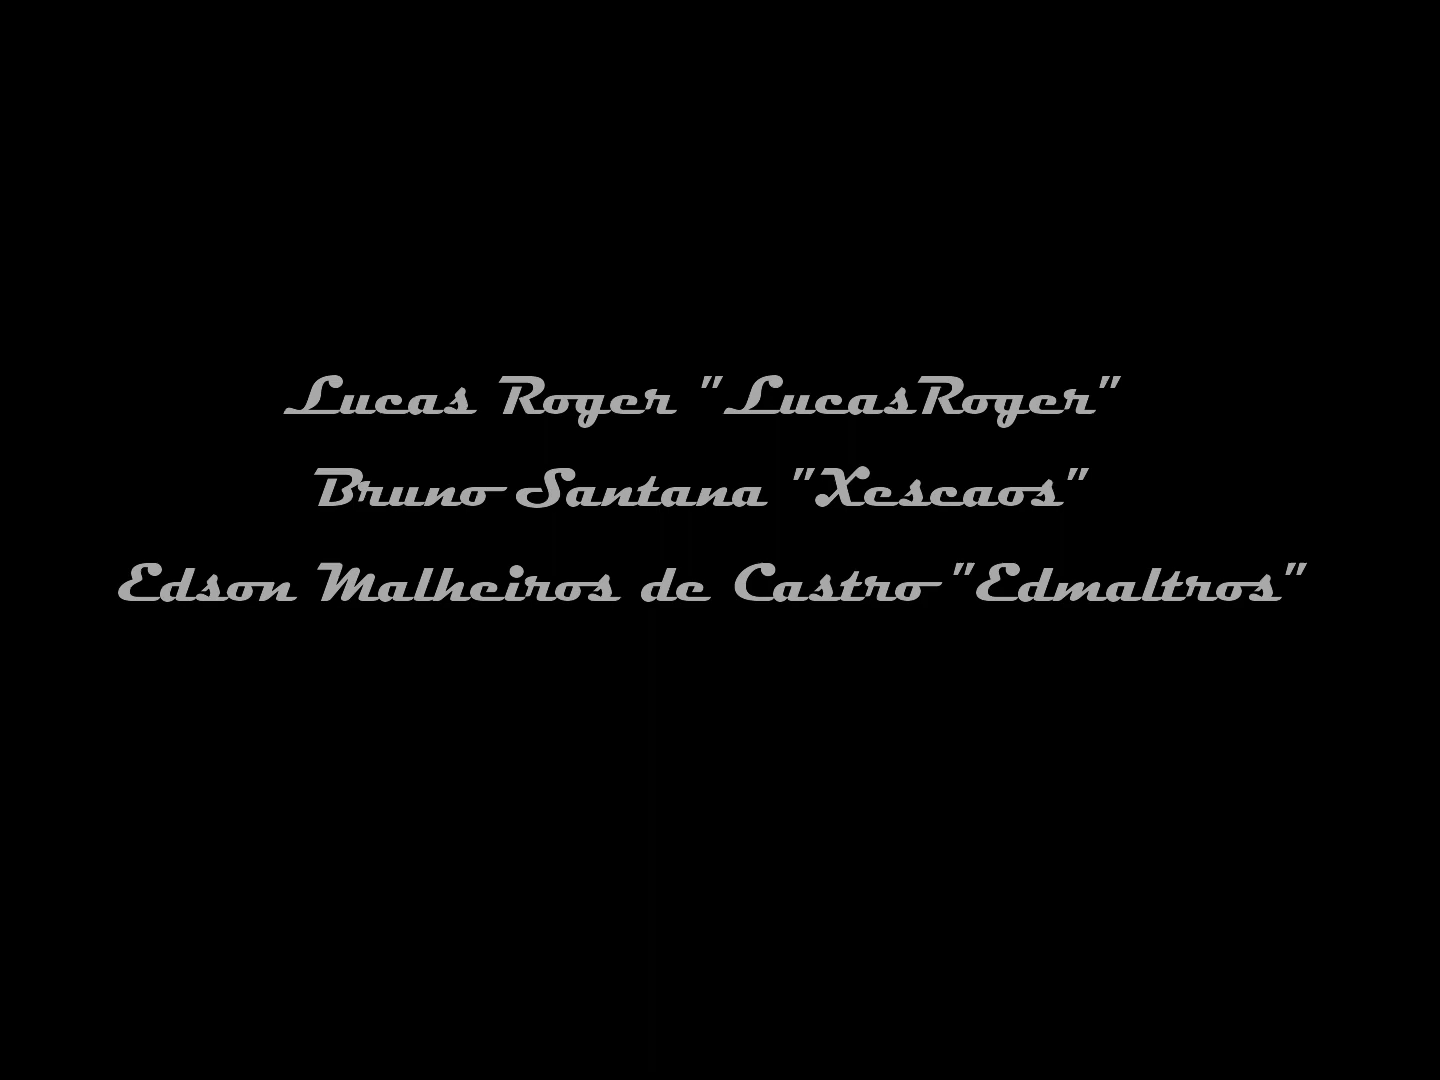 Lucas Roger "LucasRoger"
Bruno Santana "Xescaos"
Edson Malheiros de Castro "Edmaltros"